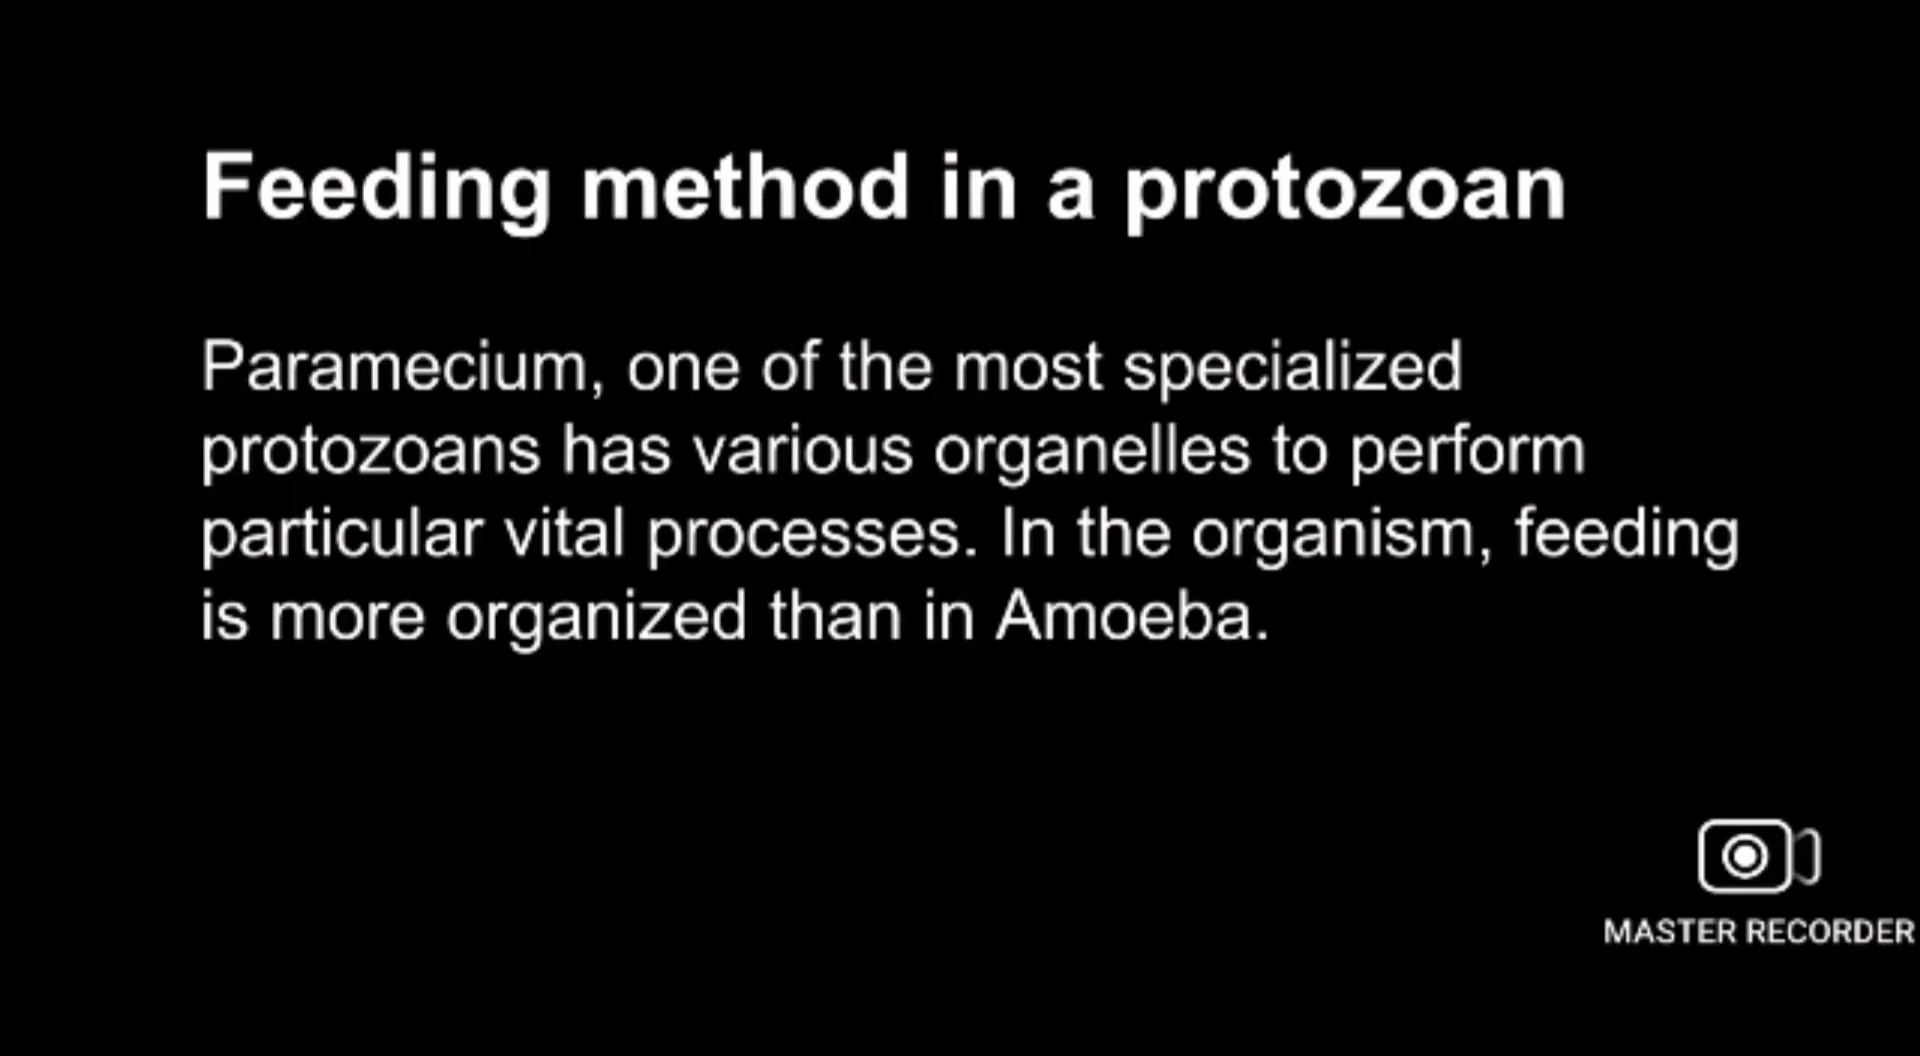 Feeding method in a protozoan
Paramecium, one of the most specialized
protozoans has various organelles to perform
particular vital processes. In the organism, feeding
is more organized than in Amoeba.
MASTER RECORDER